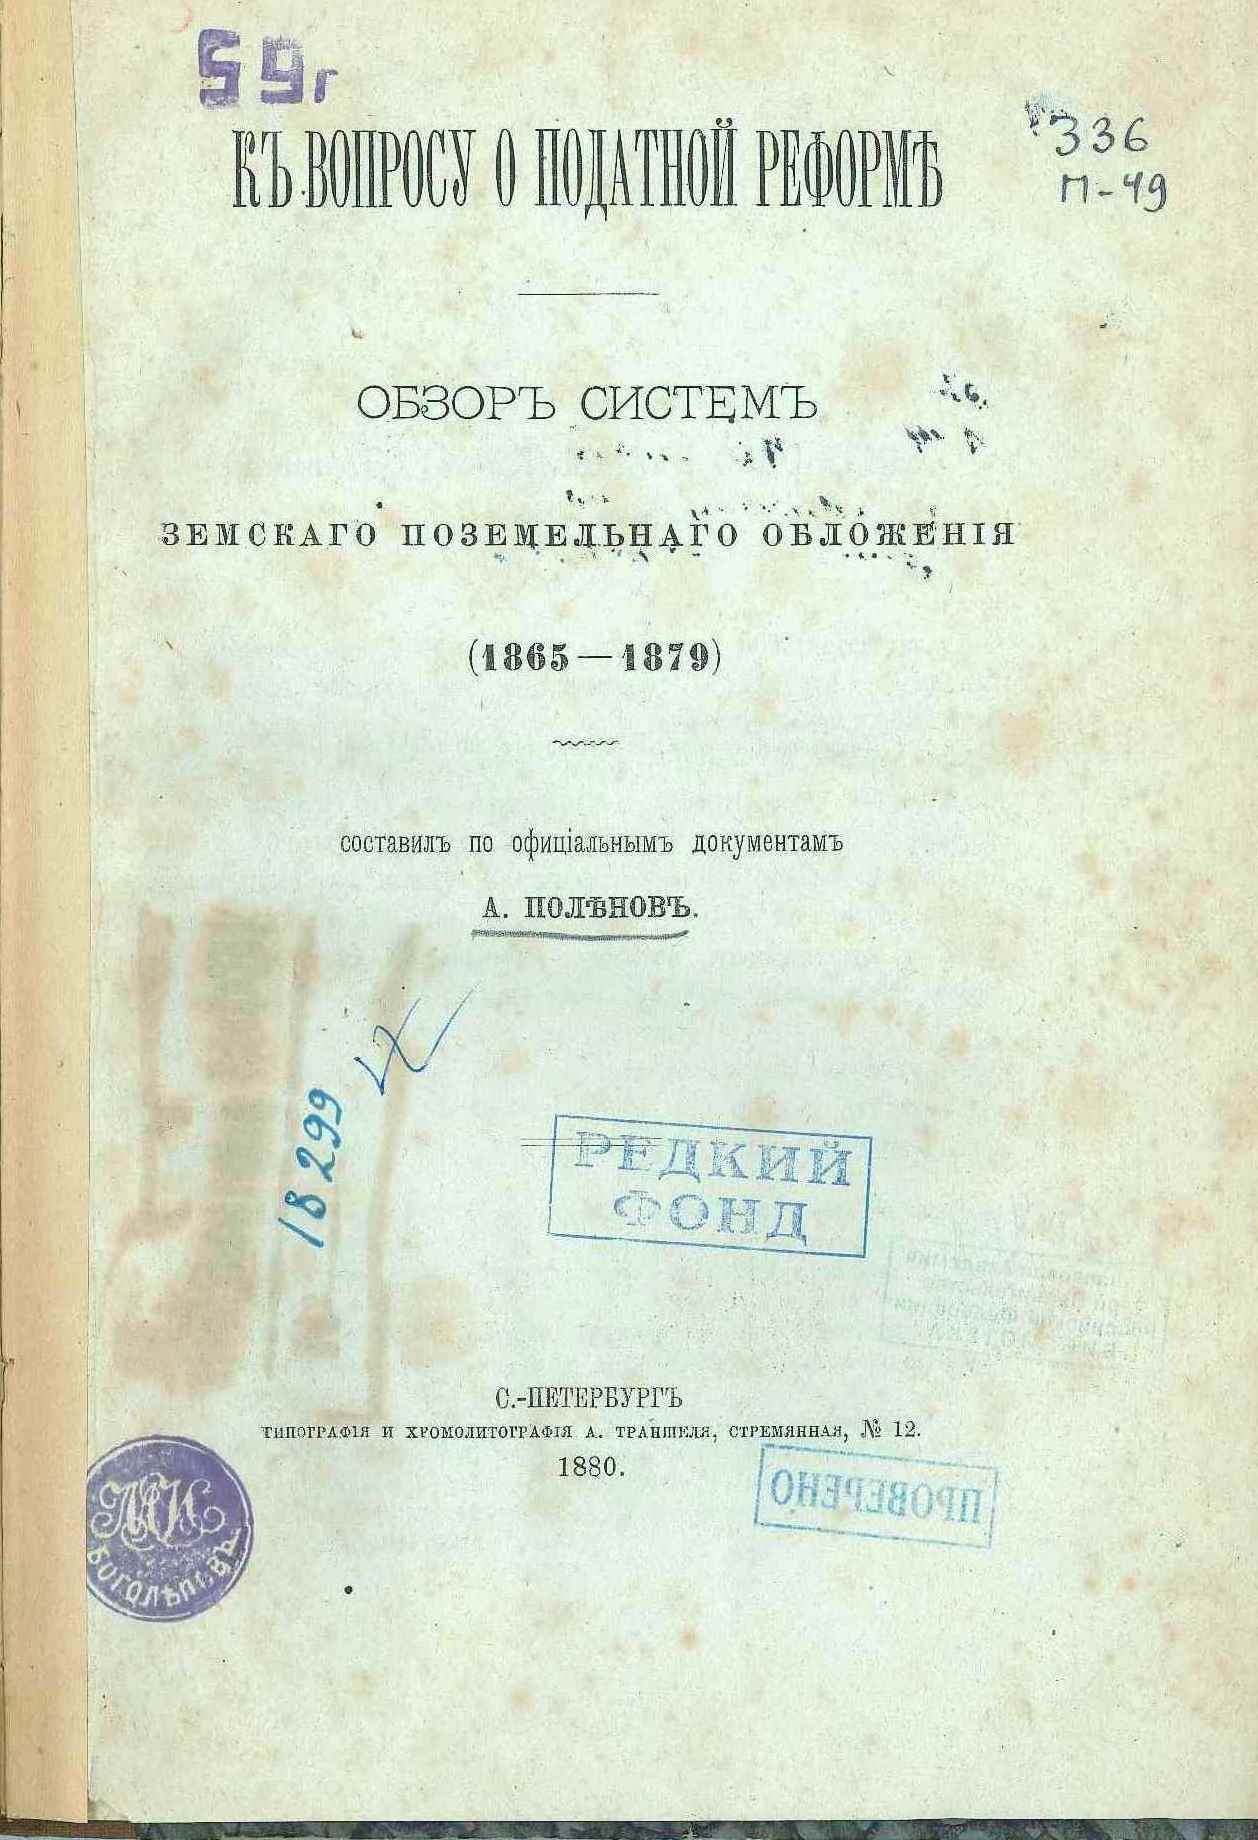 59г
КЪ ВОПРОСУ О ПОДАТНОЙ РЕФОРМѢ
336
П-49
ОБЗОРЪ СИСТЕМЪ
ЗЕМСКАГО ПОЗЕМЕЛЬНАГО ОБЛОЖЕНІЯ
(1865—1879)
составилъ по офиціальнымъ документамъ
А. ПОЛѢНОВЪ.
18299
РЕДКИЙ
ФОНД
С.-ПЕТЕРБУРГЪ
ТИПОГРАФІЯ И ХРОМОЛИТОГРАФІЯ А. ТРАНШЕЛЯ, СТРЕМЯННАЯ, № 12.
1880.
ПРОВЕРЕНО
БОГОЛѢПОВЪ